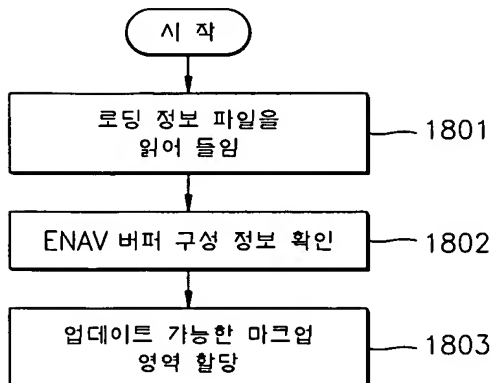 시 작
로딩 정보 파일을
읽어 들임
1801
ENAV 버퍼 구성 정보 확인
1802
업데이트 가능한 마크업
영역 할당
1803